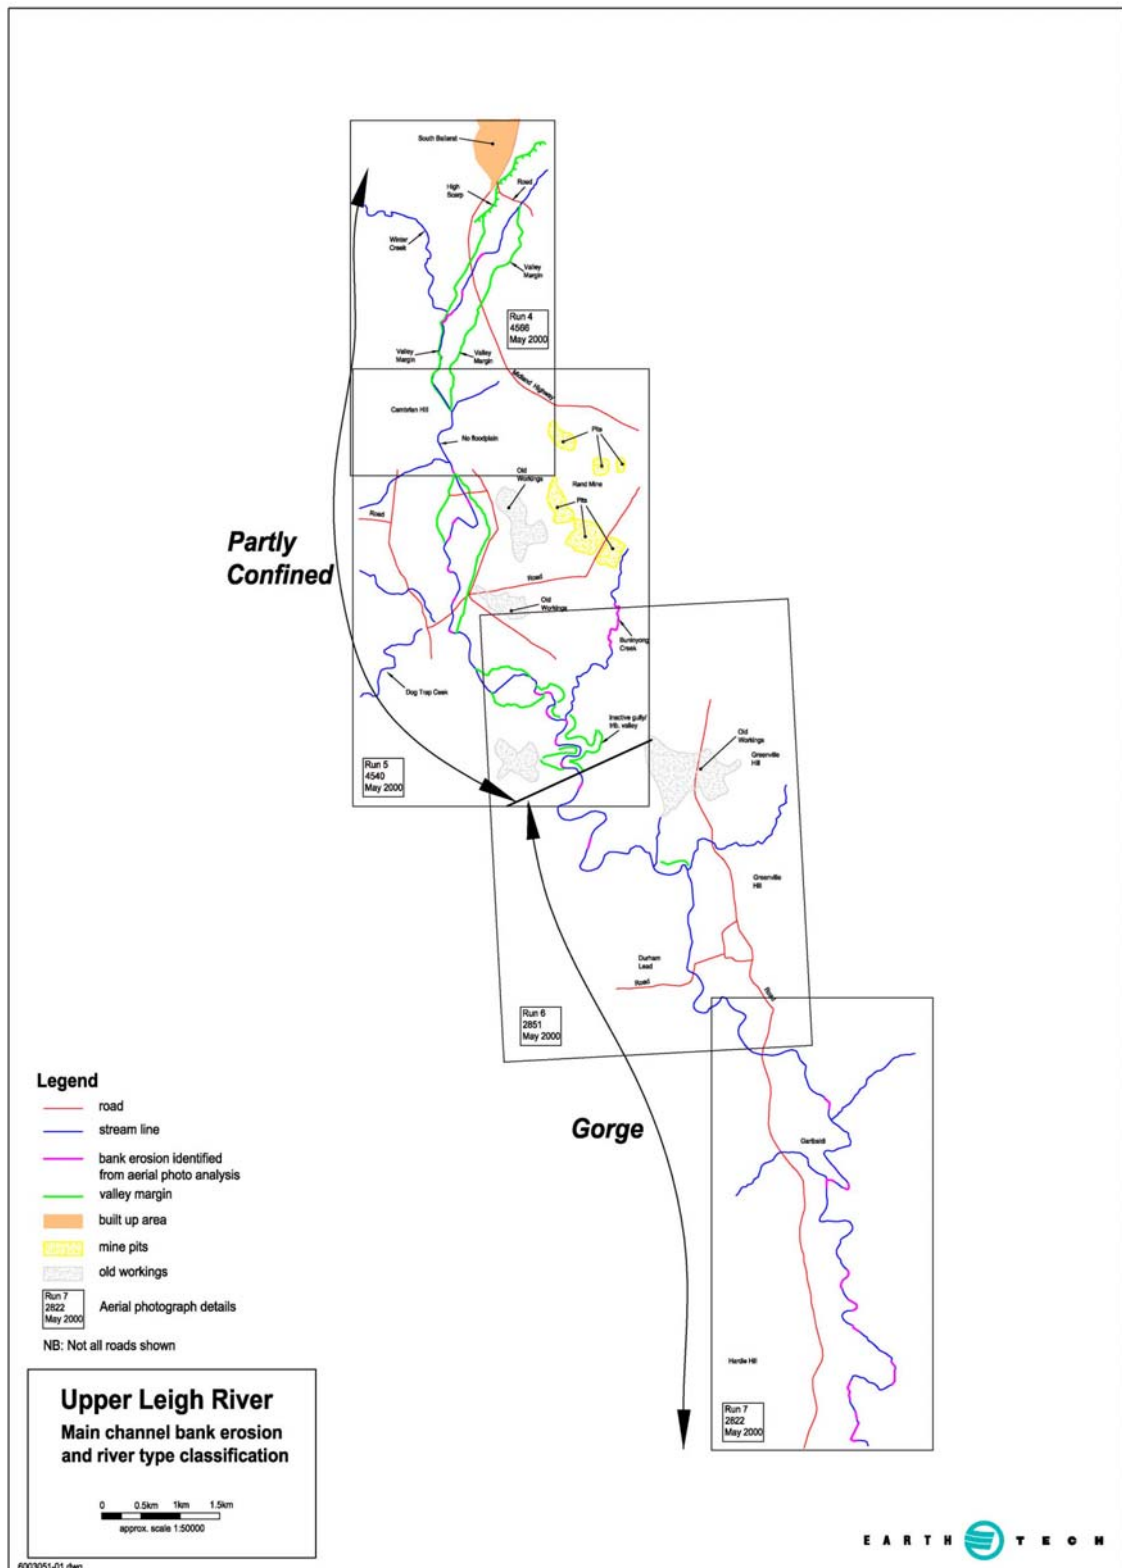 South Ballarat
High
Scarp
Road
Winter
Creek
Valley
Margin
Run 4
4566
May 2000
Valley
Margin
Valley
Margin
Midland Highway
Cambrian Hill
No floodplain
Pits
Old
Workings
Rand Mine
Pits
Road
Partly
Confined
Road
Old
Workings
Buninyong
Creek
Dog Trap Ceek
Inactive gully/
trib. valley
Old
Workings
Greenville
Hill
Run 5
4540
May 2000
Greenville
Hill
Durham
Lead
Road
Road
Run 6
2851
May 2000
Gorge
Garibaldi
Hardie Hill
Run 7
2822
May 2000
Legend
road
stream line
bank erosion identified
from aerial photo analysis
valley margin
built up area
mine pits
old workings
Run 7
2822
May 2000
Aerial photograph details
NB: Not all roads shown
Upper Leigh River
Main channel bank erosion
and river type classification
0 0.5km 1km 1.5km
approx. scale 1:50000
6003051-01.dwg
EARTH TECH